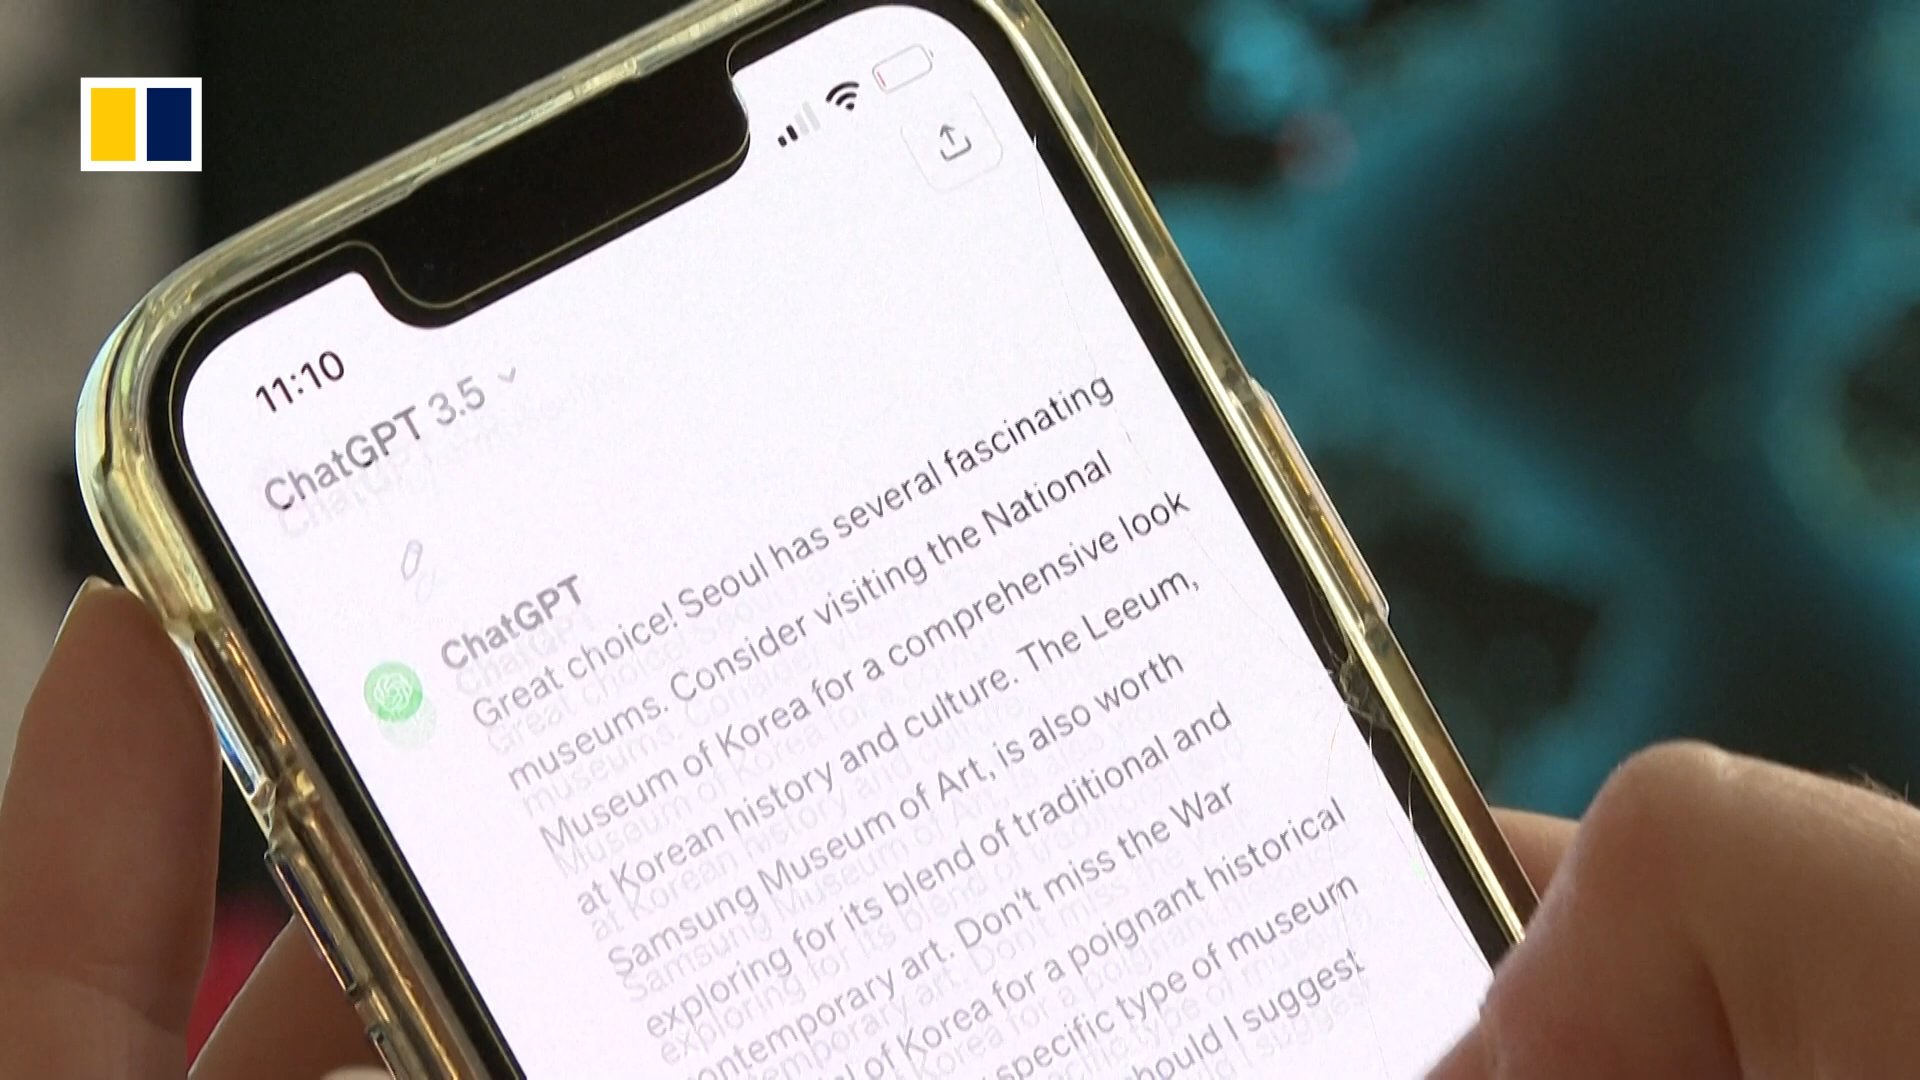 11:10
ChatGPT 3.5
ChatGPT
Great choice! Seoul has several fascinating
museums. Consider visiting the National
Museum of Korea for a comprehensive look
at Korean history and culture. The Leeum,
Samsung Museum of Art, is also worth
exploring for its blend of traditional and
ontemporary art. Don't miss the War
of Korea for a poignant historical
specific type of museum
hould I suggest